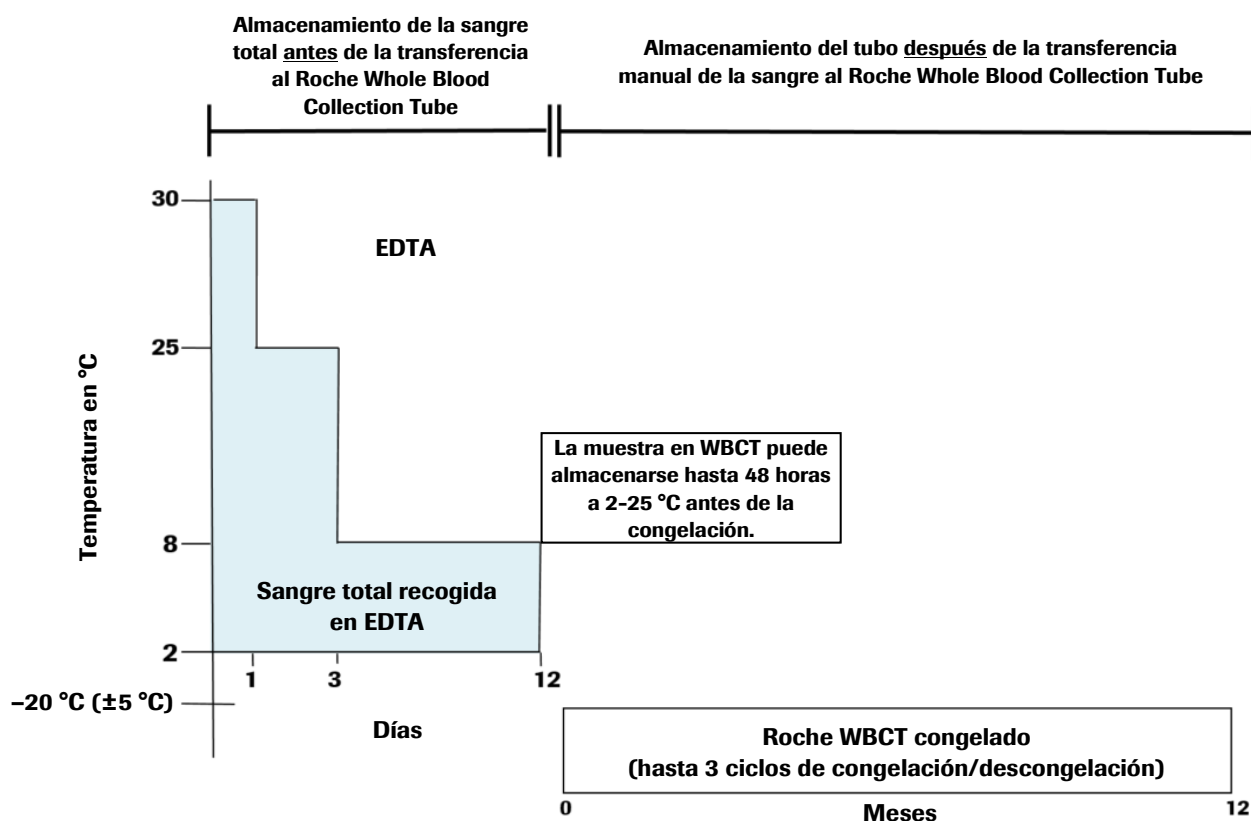 Almacenamiento de la sangre
total antes de la transferencia
al Roche Whole Blood
Collection Tube
Almacenamiento del tubo después de la transferencia
manual de la sangre al Roche Whole Blood Collection Tube
30
EDTA
25
Temperatura en °C
La muestra en WBCT puede
almacenarse hasta 48 horas
a 2-25 °C antes de la
congelación.
8
Sangre total recogida
en EDTA
2
1
3
12
−20 °C (±5 °C)
Días
Roche WBCT congelado
(hasta 3 ciclos de congelación/descongelación)
0
Meses
12